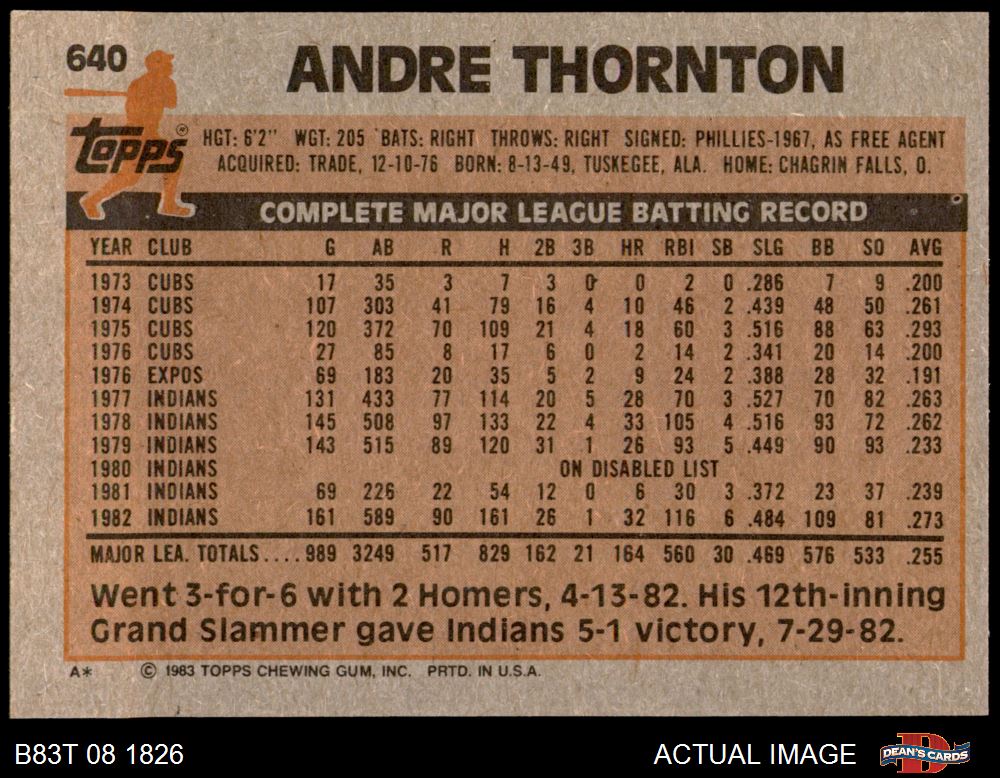 640 ANDRE THORNTON
Topps ®
HGT: 6'2" WGT: 205 BATS: RIGHT THROWS: RIGHT SIGNED: PHILLIES-1967, AS FREE AGENT
ACQUIRED: TRADE, 12-10-76 BORN: 8-13-49, TUSKEGEE, ALA. HOME: CHAGRIN FALLS, O.
COMPLETE MAJOR LEAGUE BATTING RECORD
YEAR CLUB G AB R H 2B 3B HR RBI SB SLG BB SO AVG
1973 CUBS 17 35 3 7 3 0 0 2 0 .286 7 9 .200
1974 CUBS 107 303 41 79 16 4 10 46 2 .439 48 50 .261
1975 CUBS 120 372 70 109 21 4 18 60 3 .516 88 63 .293
1976 CUBS 27 85 8 17 6 0 2 14 2 .341 20 14 .200
1976 EXPOS 69 183 20 35 5 2 9 24 2 .388 28 32 .191
1977 INDIANS 131 433 77 114 20 5 28 70 3 .527 70 82 .263
1978 INDIANS 145 508 97 133 22 4 33 105 4 .516 93 72 .262
1979 INDIANS 143 515 89 120 31 1 26 93 5 .449 90 93 .233
1980 INDIANS ON DISABLED LIST
1981 INDIANS 69 226 22 54 12 0 6 30 3 .372 23 37 .239
1982 INDIANS 161 589 90 161 26 1 32 116 6 .484 109 81 .273
MAJOR LEA. TOTALS....989 3249 517 829 162 21 164 560 30 .469 576 533 .255
Went 3-for-6 with 2 Homers, 4-13-82. His 12th-inning
Grand Slammer gave Indians 5-1 victory, 7-29-82.
A* © 1983 TOPPS CHEWING GUM, INC. PRTD. IN U.S.A.
B83T 08 1826 ACTUAL IMAGE D DEAN'S CARDS